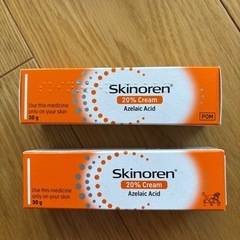 Skinoren®
20% Cream
Azelaic Acid
Use this medicine
only on your skin
30 g
POM
Skinoren®
20% Cream
Azelaic Acid
Use this medicine
only on your skin
30 g